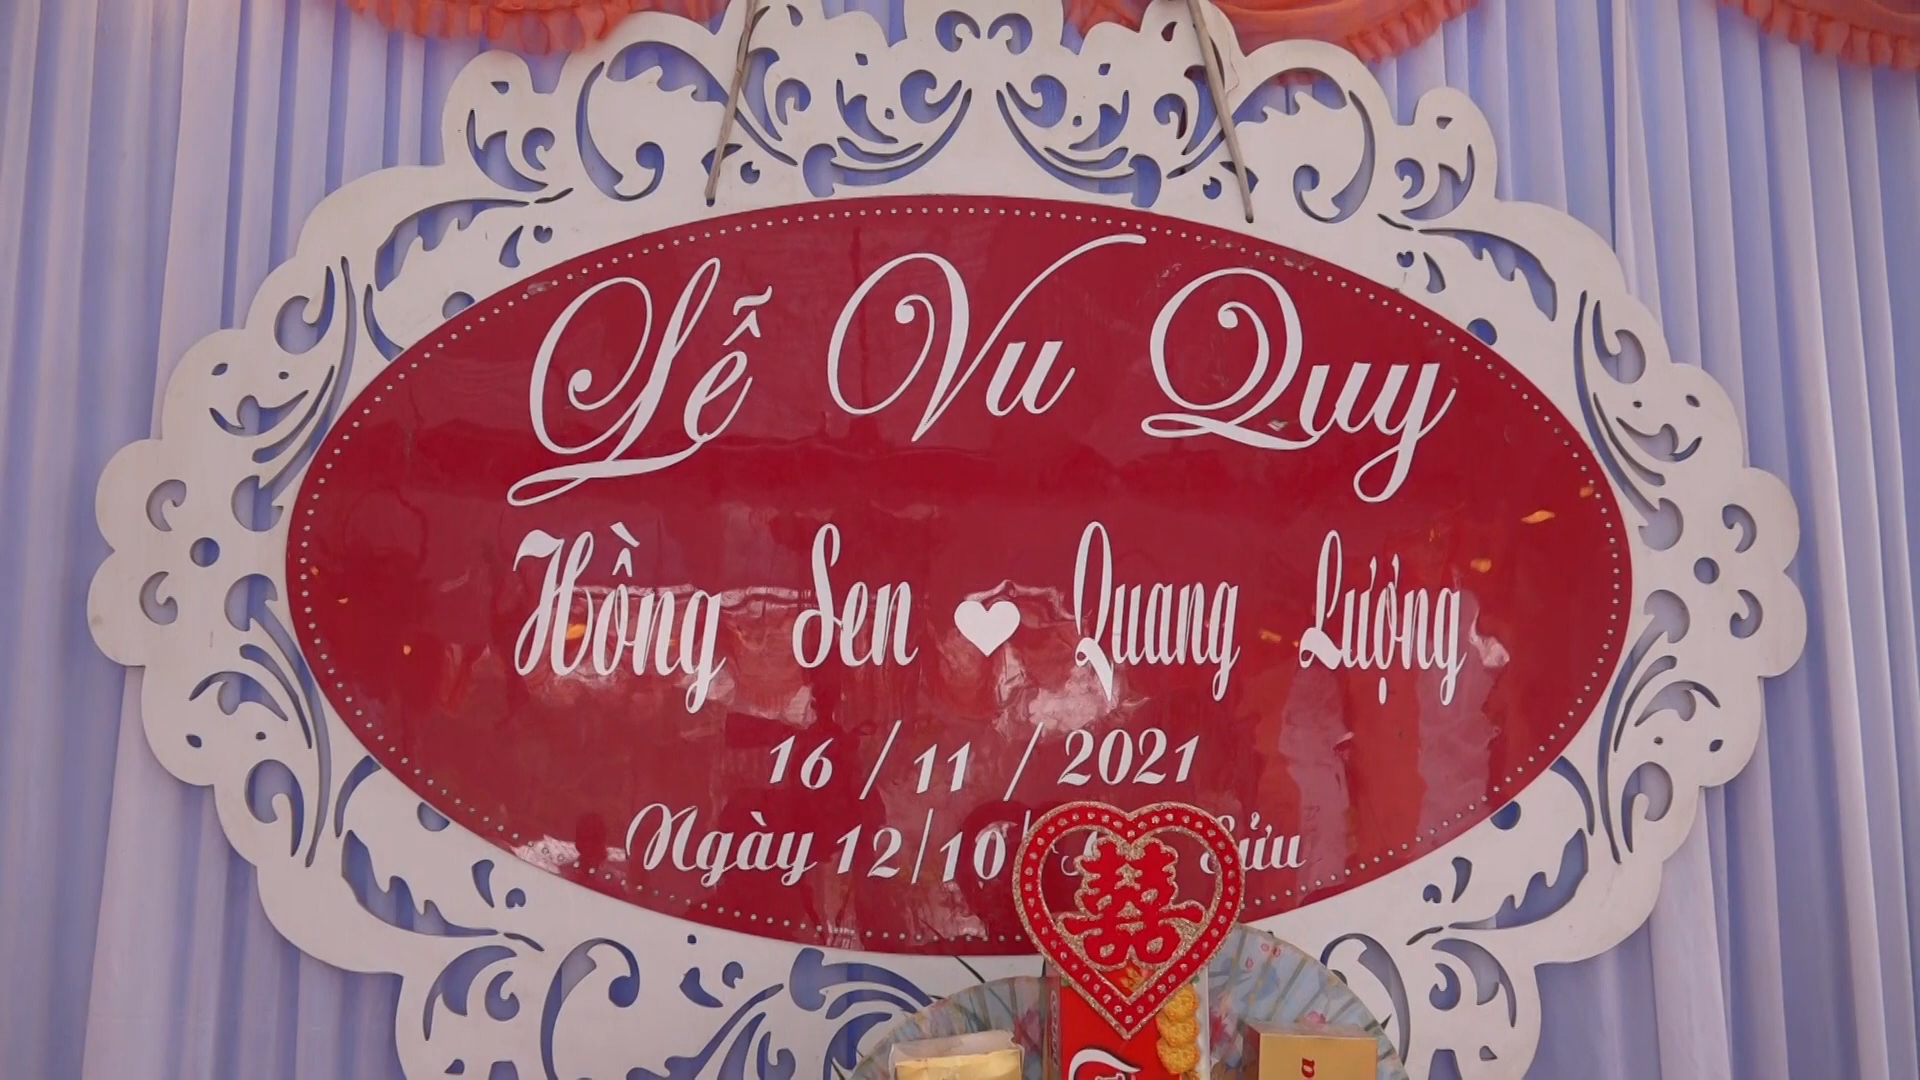 Lễ Vu Quy
Hồng Sen Quang Lượng
16 / 11 / 2021
Ngày 12/10 Sửu
囍